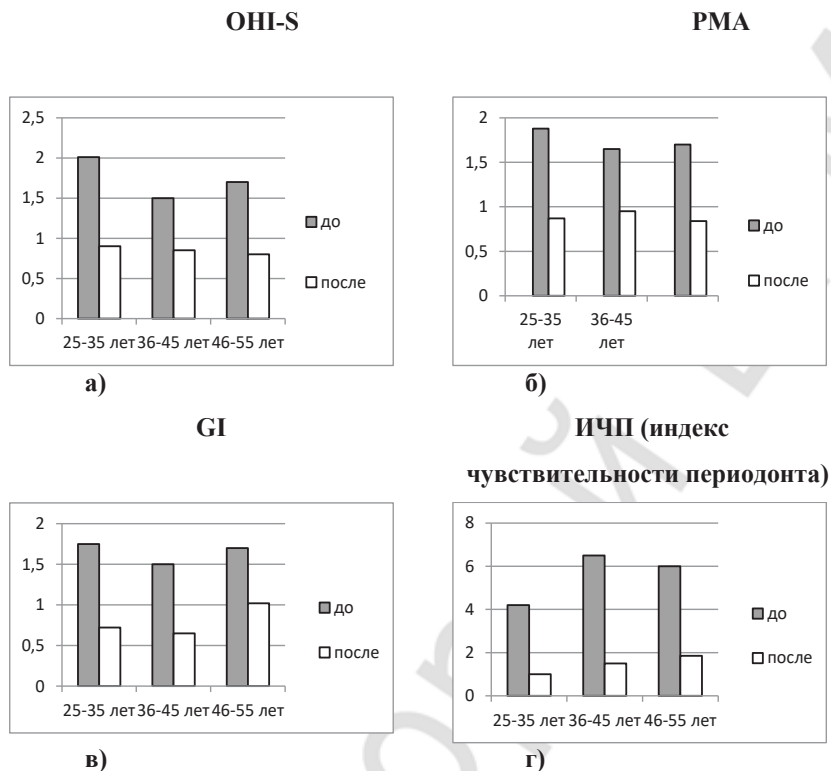 OHI-S
2,5
2
1,5
1
0,5
0
25-35 лет 36-45 лет 46-55 лет
до
после
а)
PMA
2
1,5
1
0,5
0
25-35 36-45
лет лет
до
после
б)
GI
2
1,5
1
0,5
0
25-35 лет 36-45 лет 46-55 лет
до
после
в)
ИЧП (индекс
чувствительности периодонта)
8
6
4
2
0
25-35 лет 36-45 лет 46-55 лет
до
после
г)